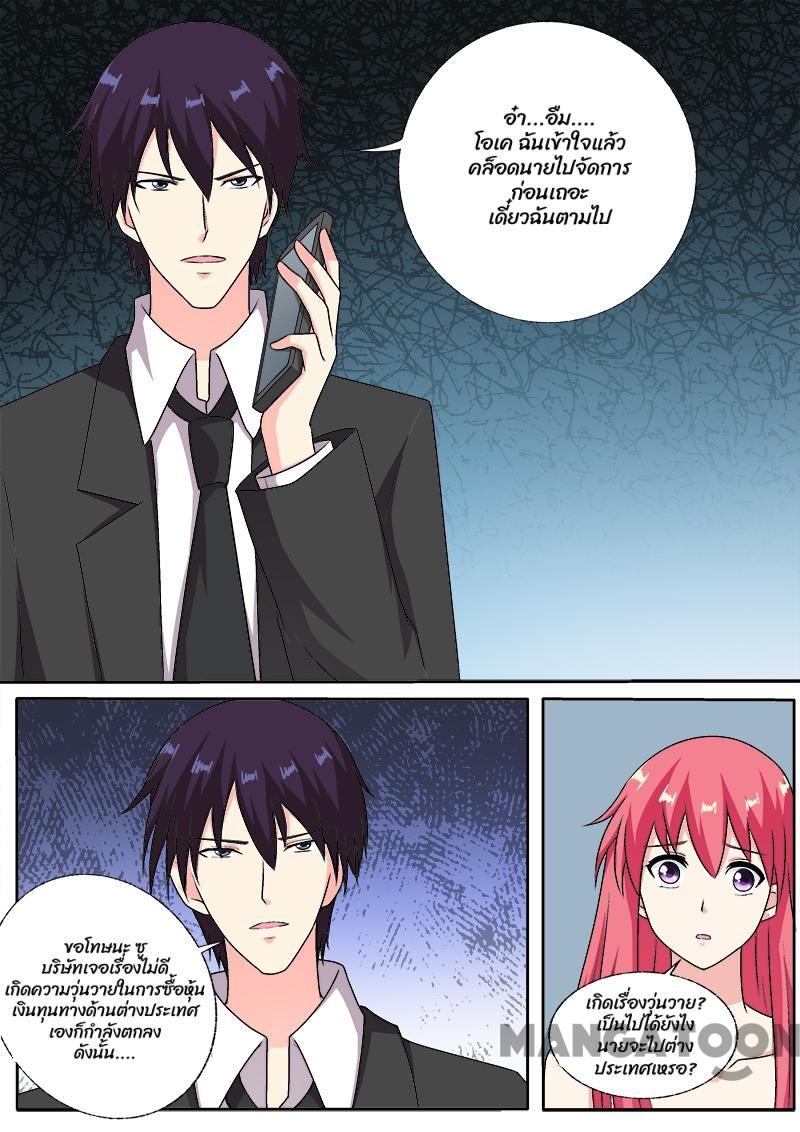 อ๋า...อืม....
โอเค ฉันเข้าใจแล้ว
คล็อดนายไปจัดการ
ก่อนเถอะ
เดี๋ยวฉันตามไป
ขอโทษนะ ซู
บริษัทเจอเรื่องไม่ดี
เกิดความวุ่นวายในการซื้อหุ้น
เงินทุนทางด้านต่างประเทศ
เองก็กำลังตกลง
ดังนั้น....
เกิดเรื่องวุ่นวาย?
เป็นไปได้ยังไง
นายจะไปต่าง
ประเทศเหรอ?
MANGATOON